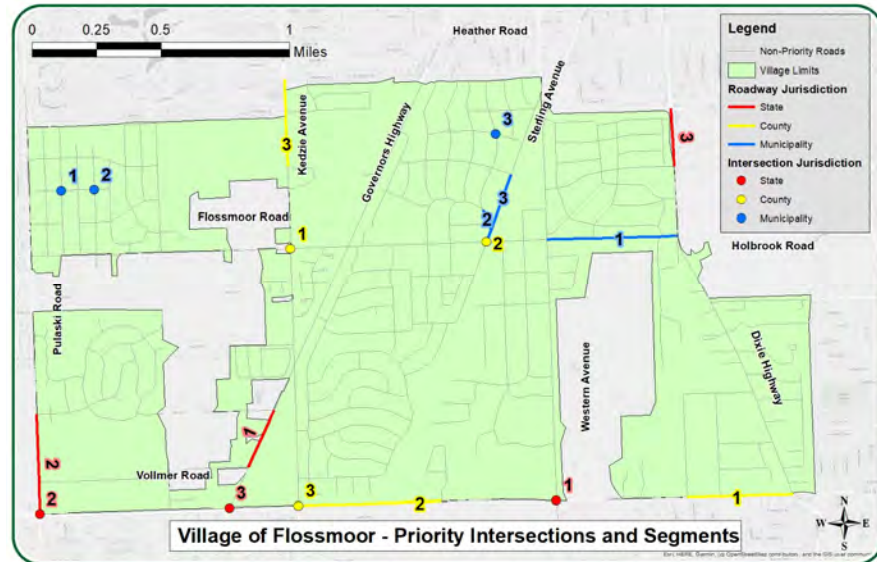 0 0.25 0.5 1
Miles
Heather Road
Kedzie Avenue
Governors Highway
Sterling Avenue
Flossmoor Road
Holbrook Road
Pulaski Road
Western Avenue
Dixie Highway
Vollmer Road
3
3
3
1 2
2 3
1
2
1
1
2
2
3
3
2
1
1
Legend
Non-Priority Roads
Village Limits
Roadway Jurisdiction
State
County
Municipality
Intersection Jurisdiction
State
County
Municipality
Village of Flossmoor - Priority Intersections and Segments
N
W E
S